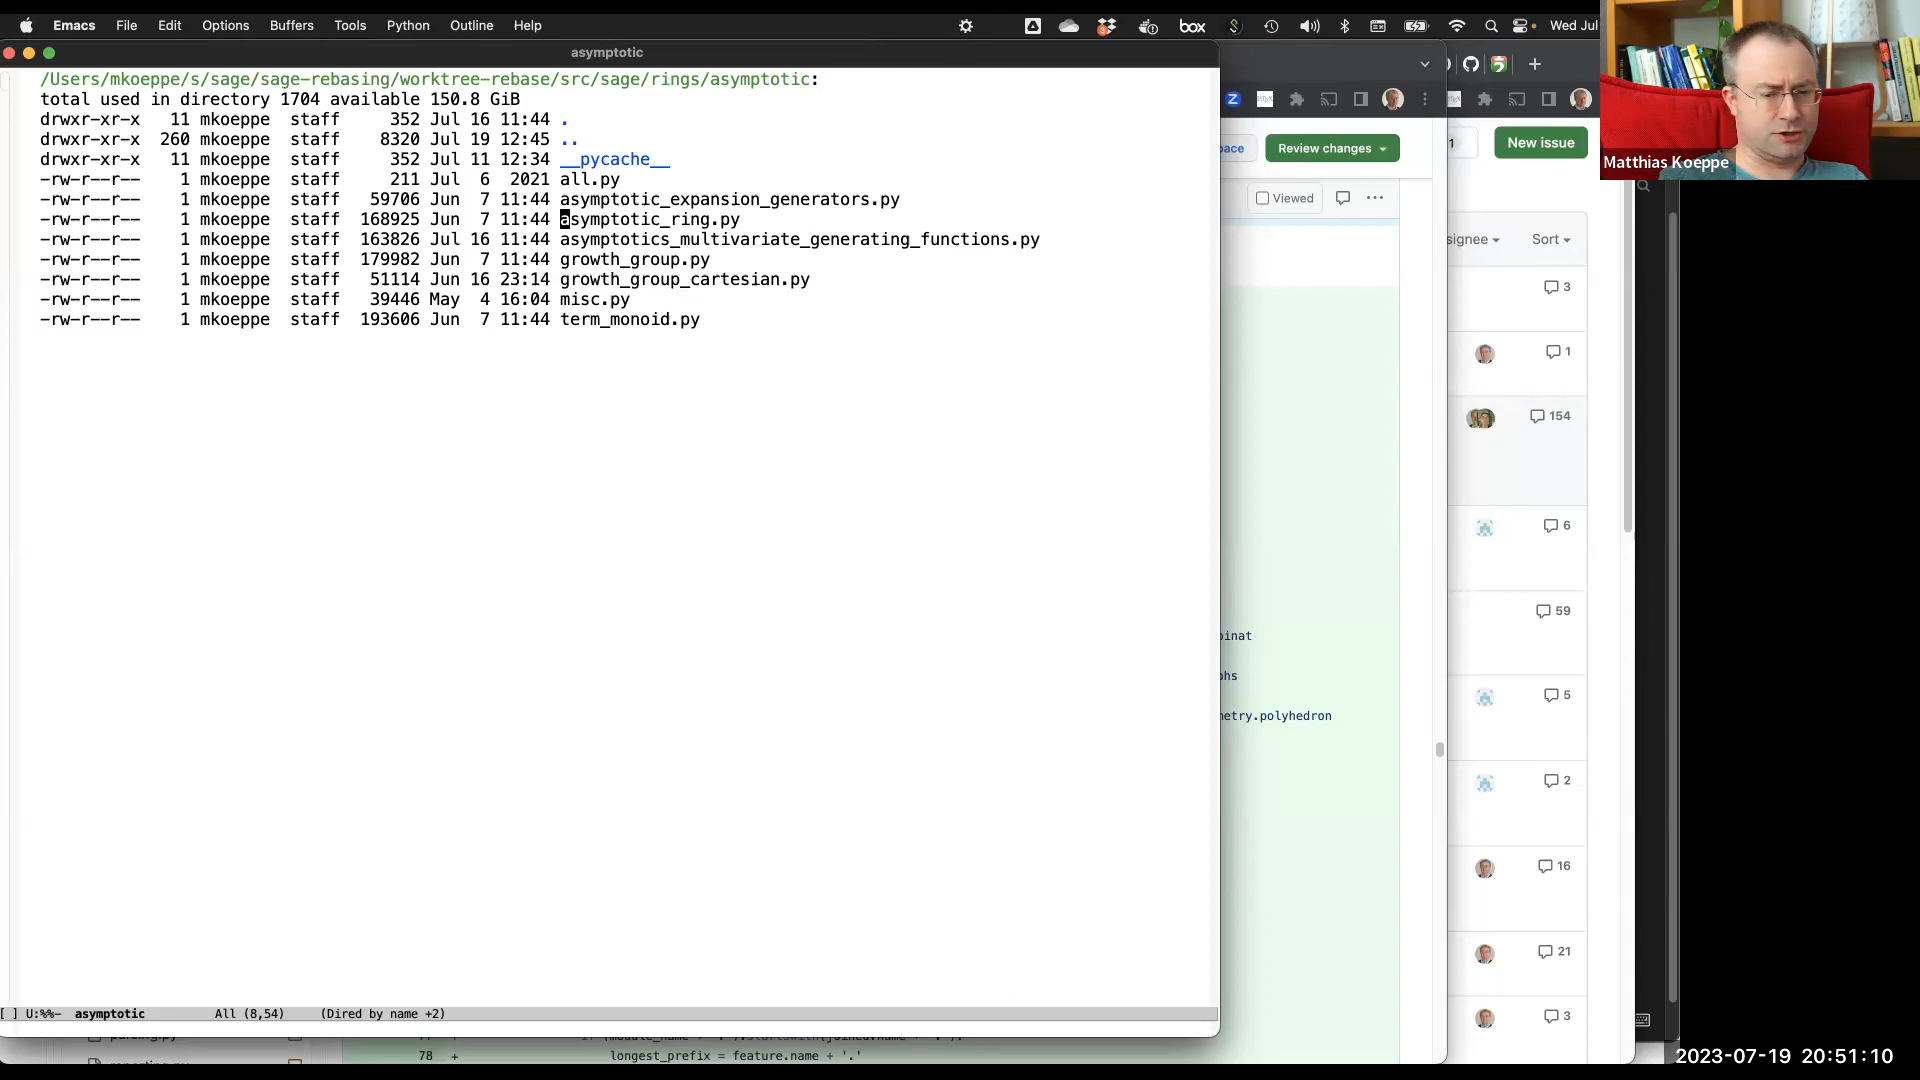 Emacs File Edit Options Buffers Tools Python Outline Help
box
Wed Jul
asymptotic
/Users/mkoeppe/s/sage/sage-rebasing/worktree-rebase/src/sage/rings/asymptotic:
total used in directory 1704 available 150.8 GiB
drwxr-xr-x 11 mkoeppe staff 352 Jul 16 11:44 .
drwxr-xr-x 260 mkoeppe staff 8320 Jul 19 12:45 ..
drwxr-xr-x 11 mkoeppe staff 352 Jul 11 12:34 __pycache__
-rw-r--r-- 1 mkoeppe staff 211 Jul 6 2021 all.py
-rw-r--r-- 1 mkoeppe staff 59706 Jun 7 11:44 asymptotic_expansion_generators.py
-rw-r--r-- 1 mkoeppe staff 168925 Jun 7 11:44 asymptotic_ring.py
-rw-r--r-- 1 mkoeppe staff 163826 Jul 16 11:44 asymptotics_multivariate_generating_functions.py
-rw-r--r-- 1 mkoeppe staff 179982 Jun 7 11:44 growth_group.py
-rw-r--r-- 1 mkoeppe staff 51114 Jun 16 23:14 growth_group_cartesian.py
-rw-r--r-- 1 mkoeppe staff 39446 May 4 16:04 misc.py
-rw-r--r-- 1 mkoeppe staff 193606 Jun 7 11:44 term_monoid.py
[ ] U:%%- asymptotic All (8,54) (Dired by name +2)
pace
Review changes
Viewed
binat
phs
metry.polyhedron
1
New issue
signee
Sort
3
1
154
6
59
5
2
16
21
3
Matthias Koeppe
78 + longest_prefix = feature.name + '.'
2023-07-19 20:51:10